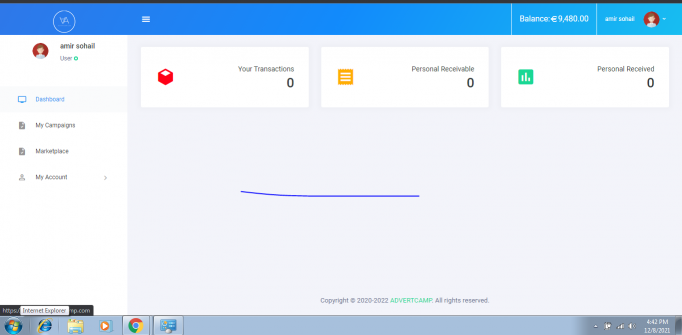 Balance:€9,480.00
amir sohail
amir sohail
User
Your Transactions
0
Personal Receivable
0
Personal Received
0
Dashboard
My Campaigns
Marketplace
My Account
Copyright © 2020-2022 ADVERTCAMP. All rights reserved.
https:
Internet Explorer
mp.com
4:42 PM
12/8/2021